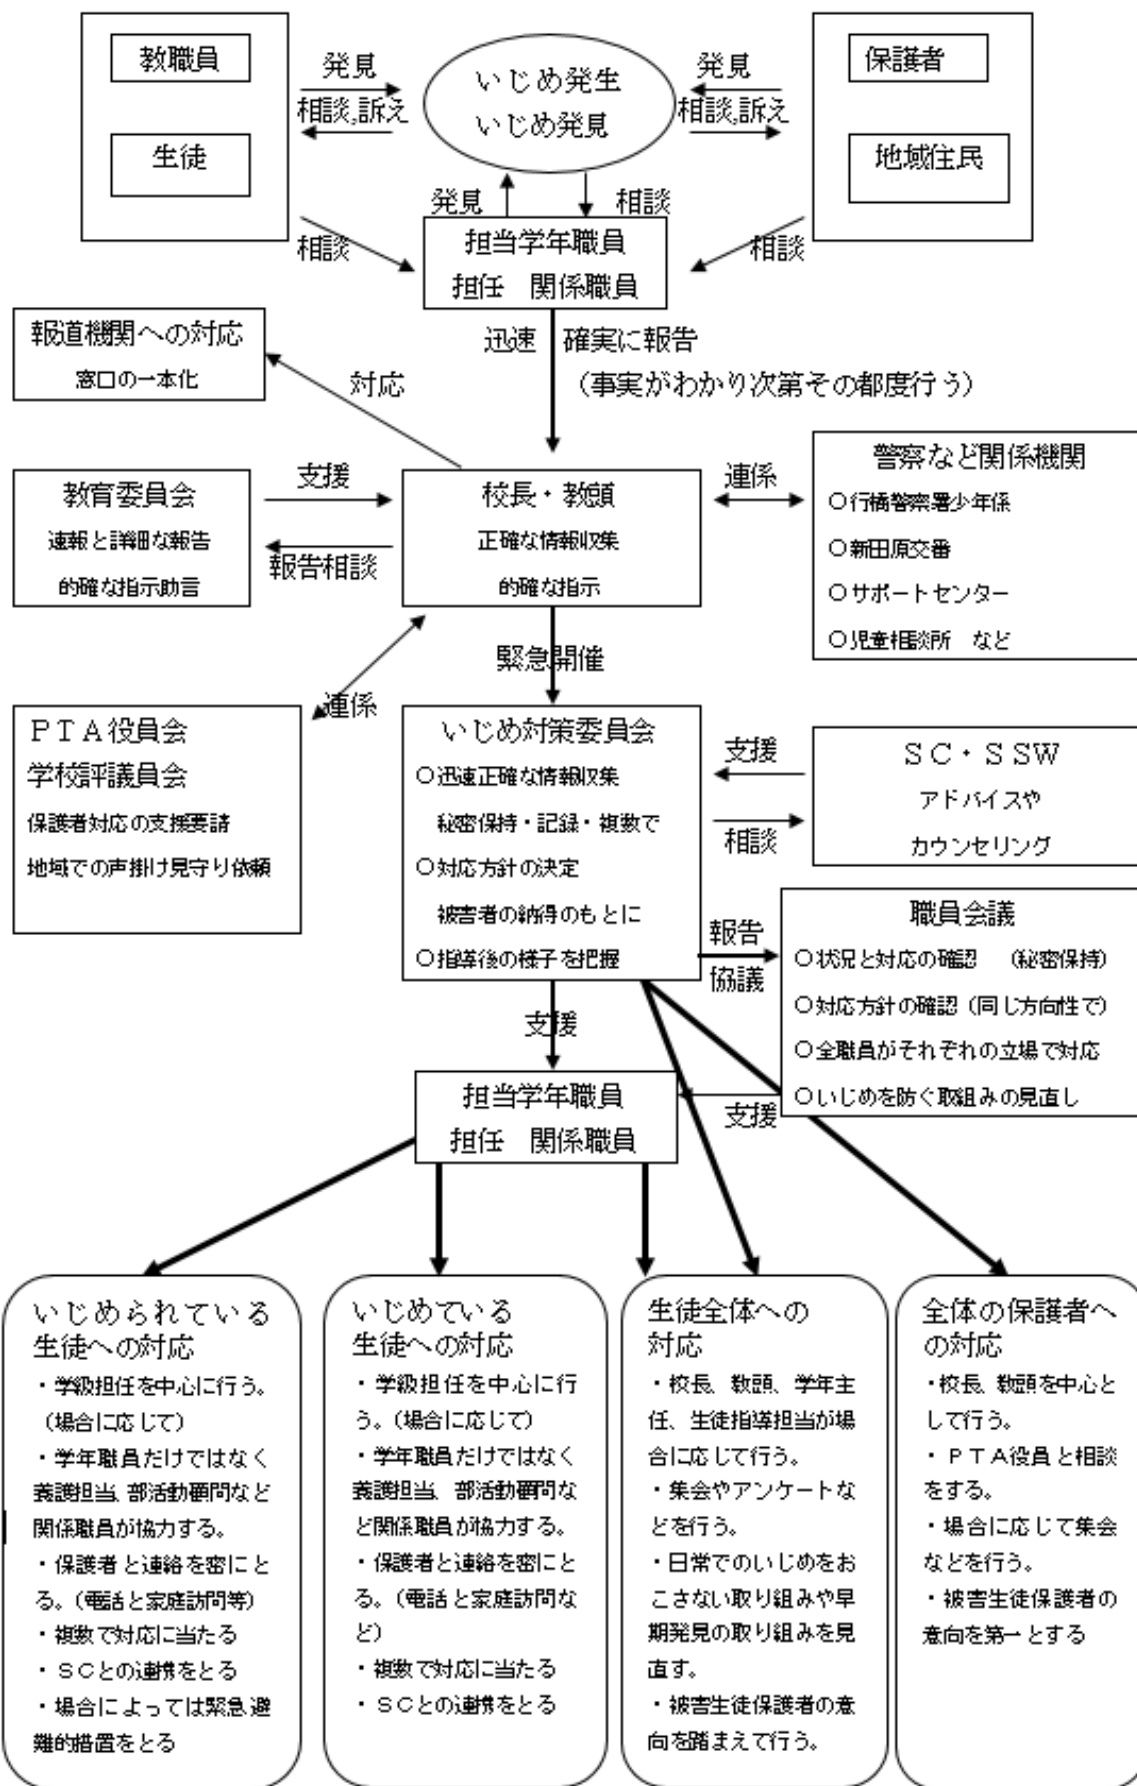 教職員
生徒
発見
相談,訴え
いじめ発生
いじめ発見
発見
相談,訴え
保護者
地域住民
相談
発見
相談
相談
担当学年職員
担任　関係職員
迅速　確実に報告
（事実がわかり次第その都度行う）
報道機関への対応
窓口の一本化
対応
教育委員会
速報と詳細な報告
的確な指示助言
支援
報告相談
校長・教頭
正確な情報収集
的確な指示
連係
警察など関係機関
○行橋警察署少年係
○新田原交番
○サポートセンター
○児童相談所　など
緊急開催
連係
ＰＴＡ役員会
学校評議員会
保護者対応の支援要請
地域での声掛け見守り依頼
いじめ対策委員会
○迅速正確な情報収集
秘密保持・記録・複数で
○対応方針の決定
被害者の納得のもとに
○指導後の様子を把握
支援
相談
ＳＣ・ＳＳＷ
アドバイスや
カウンセリング
報告
協議
職員会議
○状況と対応の確認　（秘密保持）
○対応方針の確認（同じ方向性で）
○全職員がそれぞれの立場で対応
○いじめを防ぐ取組みの見直し
支援
支援
担当学年職員
担任　関係職員
いじめられている
生徒への対応
・学級担任を中心に行う。
（場合に応じて）
・学年職員だけではなく
養護担当、部活動顧問など
関係職員が協力する。
・保護者と連絡を密にと
る。（電話と家庭訪問等）
・複数で対応に当たる
・ＳＣとの連携をとる
・場合によっては緊急避
難的措置をとる
いじめている
生徒への対応
・学級担任を中心に行
う。（場合に応じて）
・学年職員だけではなく
養護担当、部活動顧問な
ど関係職員が協力する。
・保護者と連絡を密にと
る。（電話と家庭訪問な
ど）
・複数で対応に当たる
・ＳＣとの連携をとる
生徒全体への
対応
・校長、教頭、学年主
任、生徒指導担当が場
合に応じて行う。
・集会やアンケートな
どを行う。
・日常でのいじめをお
こさない取り組みや早
期発見の取り組みを見
直す。
・被害生徒保護者の意
向を踏まえて行う。
全体の保護者へ
の対応
・校長、教頭を中心と
して行う。
・ＰＴＡ役員と相談
をする。
・場合に応じて集会
などを行う。
・被害生徒保護者の
意向を第一とする